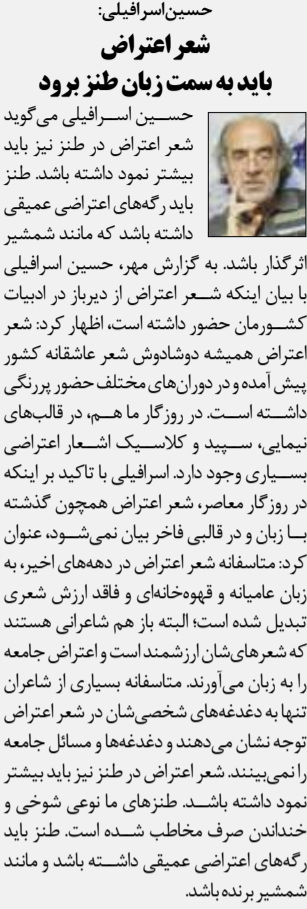 حسین‌اسرافیلی:
شعر اعتراض
باید به سمت زبان طنز برود
حسین اسرافیلی می‌گوید
شعر اعتراض در طنز نیز باید
بیشتر نمود داشته باشد. طنز
باید رگه‌های اعتراضی عمیقی
داشته باشد که مانند شمشیر
اثرگذار باشد. به گزارش مهر، حسین اسرافیلی
با بیان اینکه شعر اعتراض از دیرباز در ادبیات
کشورمان حضور داشته است، اظهار کرد: شعر
اعتراض همیشه دوشادوش شعر عاشقانه کشور
پیش آمده و در دوران‌های مختلف حضور پررنگی
داشته است. در روزگار ما هم، در قالب‌های
نیمایی، سپید و کلاسیک اشعار اعتراضی
بسیاری وجود دارد. اسرافیلی با تاکید بر اینکه
در روزگار معاصر، شعر اعتراض همچون گذشته
با زبان و در قالبی فاخر بیان نمی‌شود، عنوان
کرد: متاسفانه شعر اعتراض در دهه‌های اخیر، به
زبان عامیانه و قهوه‌خانه‌ای و فاقد ارزش شعری
تبدیل شده است؛ البته باز هم شاعرانی هستند
که شعرهای‌شان ارزشمند است و اعتراض جامعه
را به زبان می‌آورند. متاسفانه بسیاری از شاعران
تنها به دغدغه‌های شخصی‌شان در شعر اعتراض
توجه نشان می‌دهند و دغدغه‌ها و مسائل جامعه
را نمی‌بینند. شعر اعتراض در طنز نیز باید بیشتر
نمود داشته باشد. طنزهای ما نوعی شوخی و
خنداندن صرف مخاطب شده است. طنز باید
رگه‌های اعتراضی عمیقی داشته باشد و مانند
شمشیر برنده باشد.